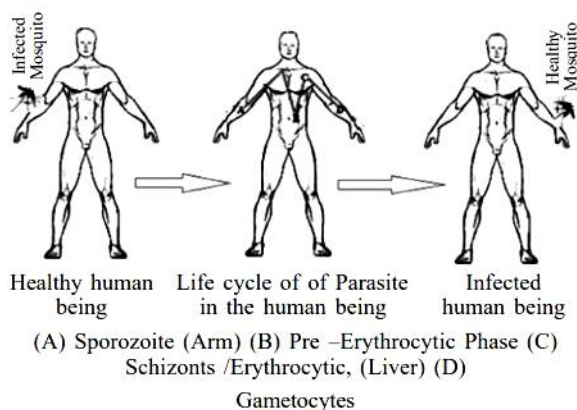 Infected
Mosquito
Healthy
Mosquito
A
D
Healthy human
being
Life cycle of of Parasite
in the human being
Infected
human being
(A) Sporozoite (Arm) (B) Pre –Erythrocytic Phase (C)
Schizonts /Erythrocytic, (Liver) (D)
Gametocytes